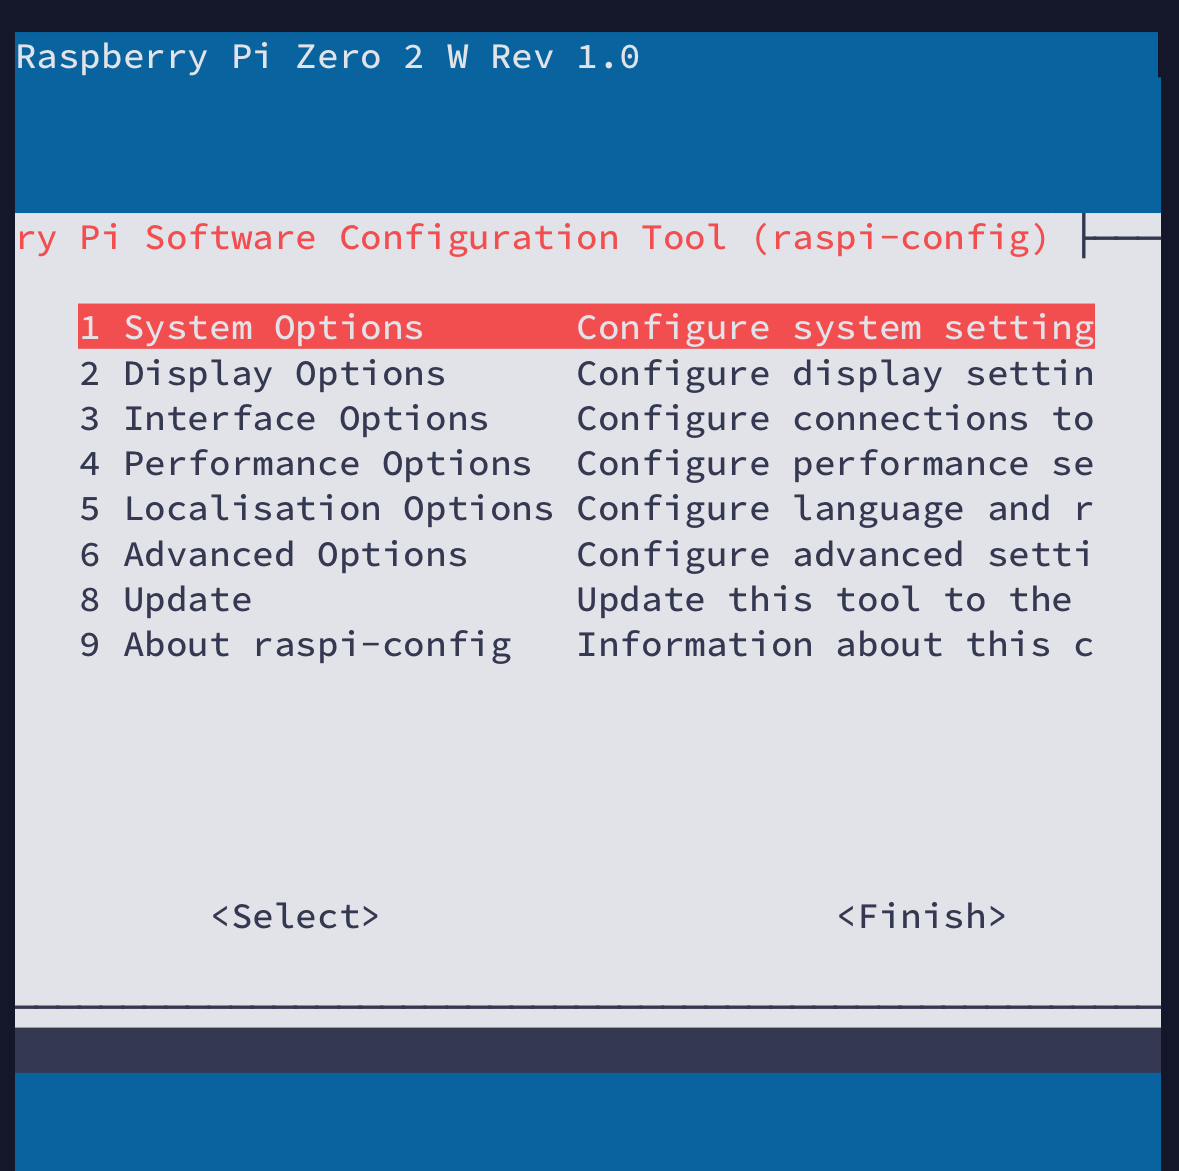 Raspberry Pi Zero 2 W Rev 1.0
ry Pi Software Configuration Tool (raspi-config)
1 System Options Configure system setting
2 Display Options Configure display settin
3 Interface Options Configure connections to
4 Performance Options Configure performance se
5 Localisation Options Configure language and r
6 Advanced Options Configure advanced setti
8 Update Update this tool to the
9 About raspi-config Information about this c
<Select> <Finish>